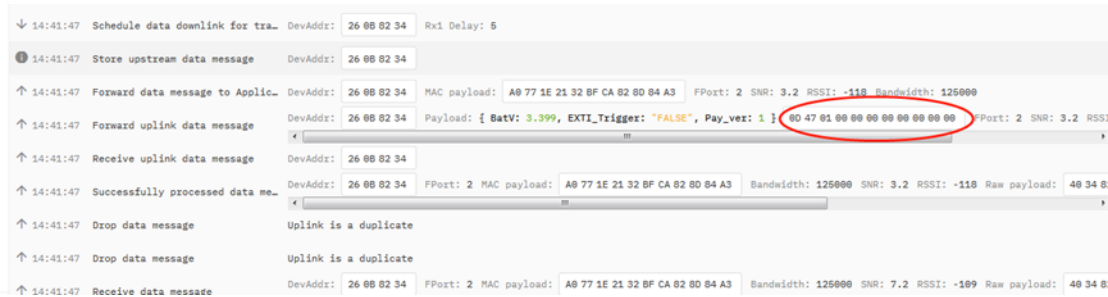 ↓ 14:41:47 Schedule data downlink for tra… DevAddr: 26 0B 82 34 Rx1 Delay: 5
14:41:47 Store upstream data message DevAddr: 26 0B 82 34
↑ 14:41:47 Forward data message to Applic… DevAddr: 26 0B 82 34 MAC payload: A0 77 1E 21 32 BF CA 82 8D 84 A3 FPort: 2 SNR: 3.2 RSSI: -118 Bandwidth: 125000
↑ 14:41:47 Forward uplink data message DevAddr: 26 0B 82 34 Payload: { BatV: 3.399, EXTI_Trigger: "FALSE", Pay_ver: 1 } 0D 47 01 00 00 00 00 00 00 00 00 FPort: 2 SNR: 3.2 RSSI
↑ 14:41:47 Receive uplink data message DevAddr: 26 0B 82 34
↑ 14:41:47 Successfully processed data me… DevAddr: 26 0B 82 34 FPort: 2 MAC payload: A0 77 1E 21 32 BF CA 82 8D 84 A3 Bandwidth: 125000 SNR: 3.2 RSSI: -118 Raw payload: 40 34 8
↑ 14:41:47 Drop data message Uplink is a duplicate
↑ 14:41:47 Drop data message Uplink is a duplicate
↑ 14:41:47 Receive data message DevAddr: 26 0B 82 34 FPort: 2 MAC payload: A0 77 1E 21 32 BF CA 82 8D 84 A3 Bandwidth: 125000 SNR: 7.2 RSSI: -109 Raw payload: 40 34 8